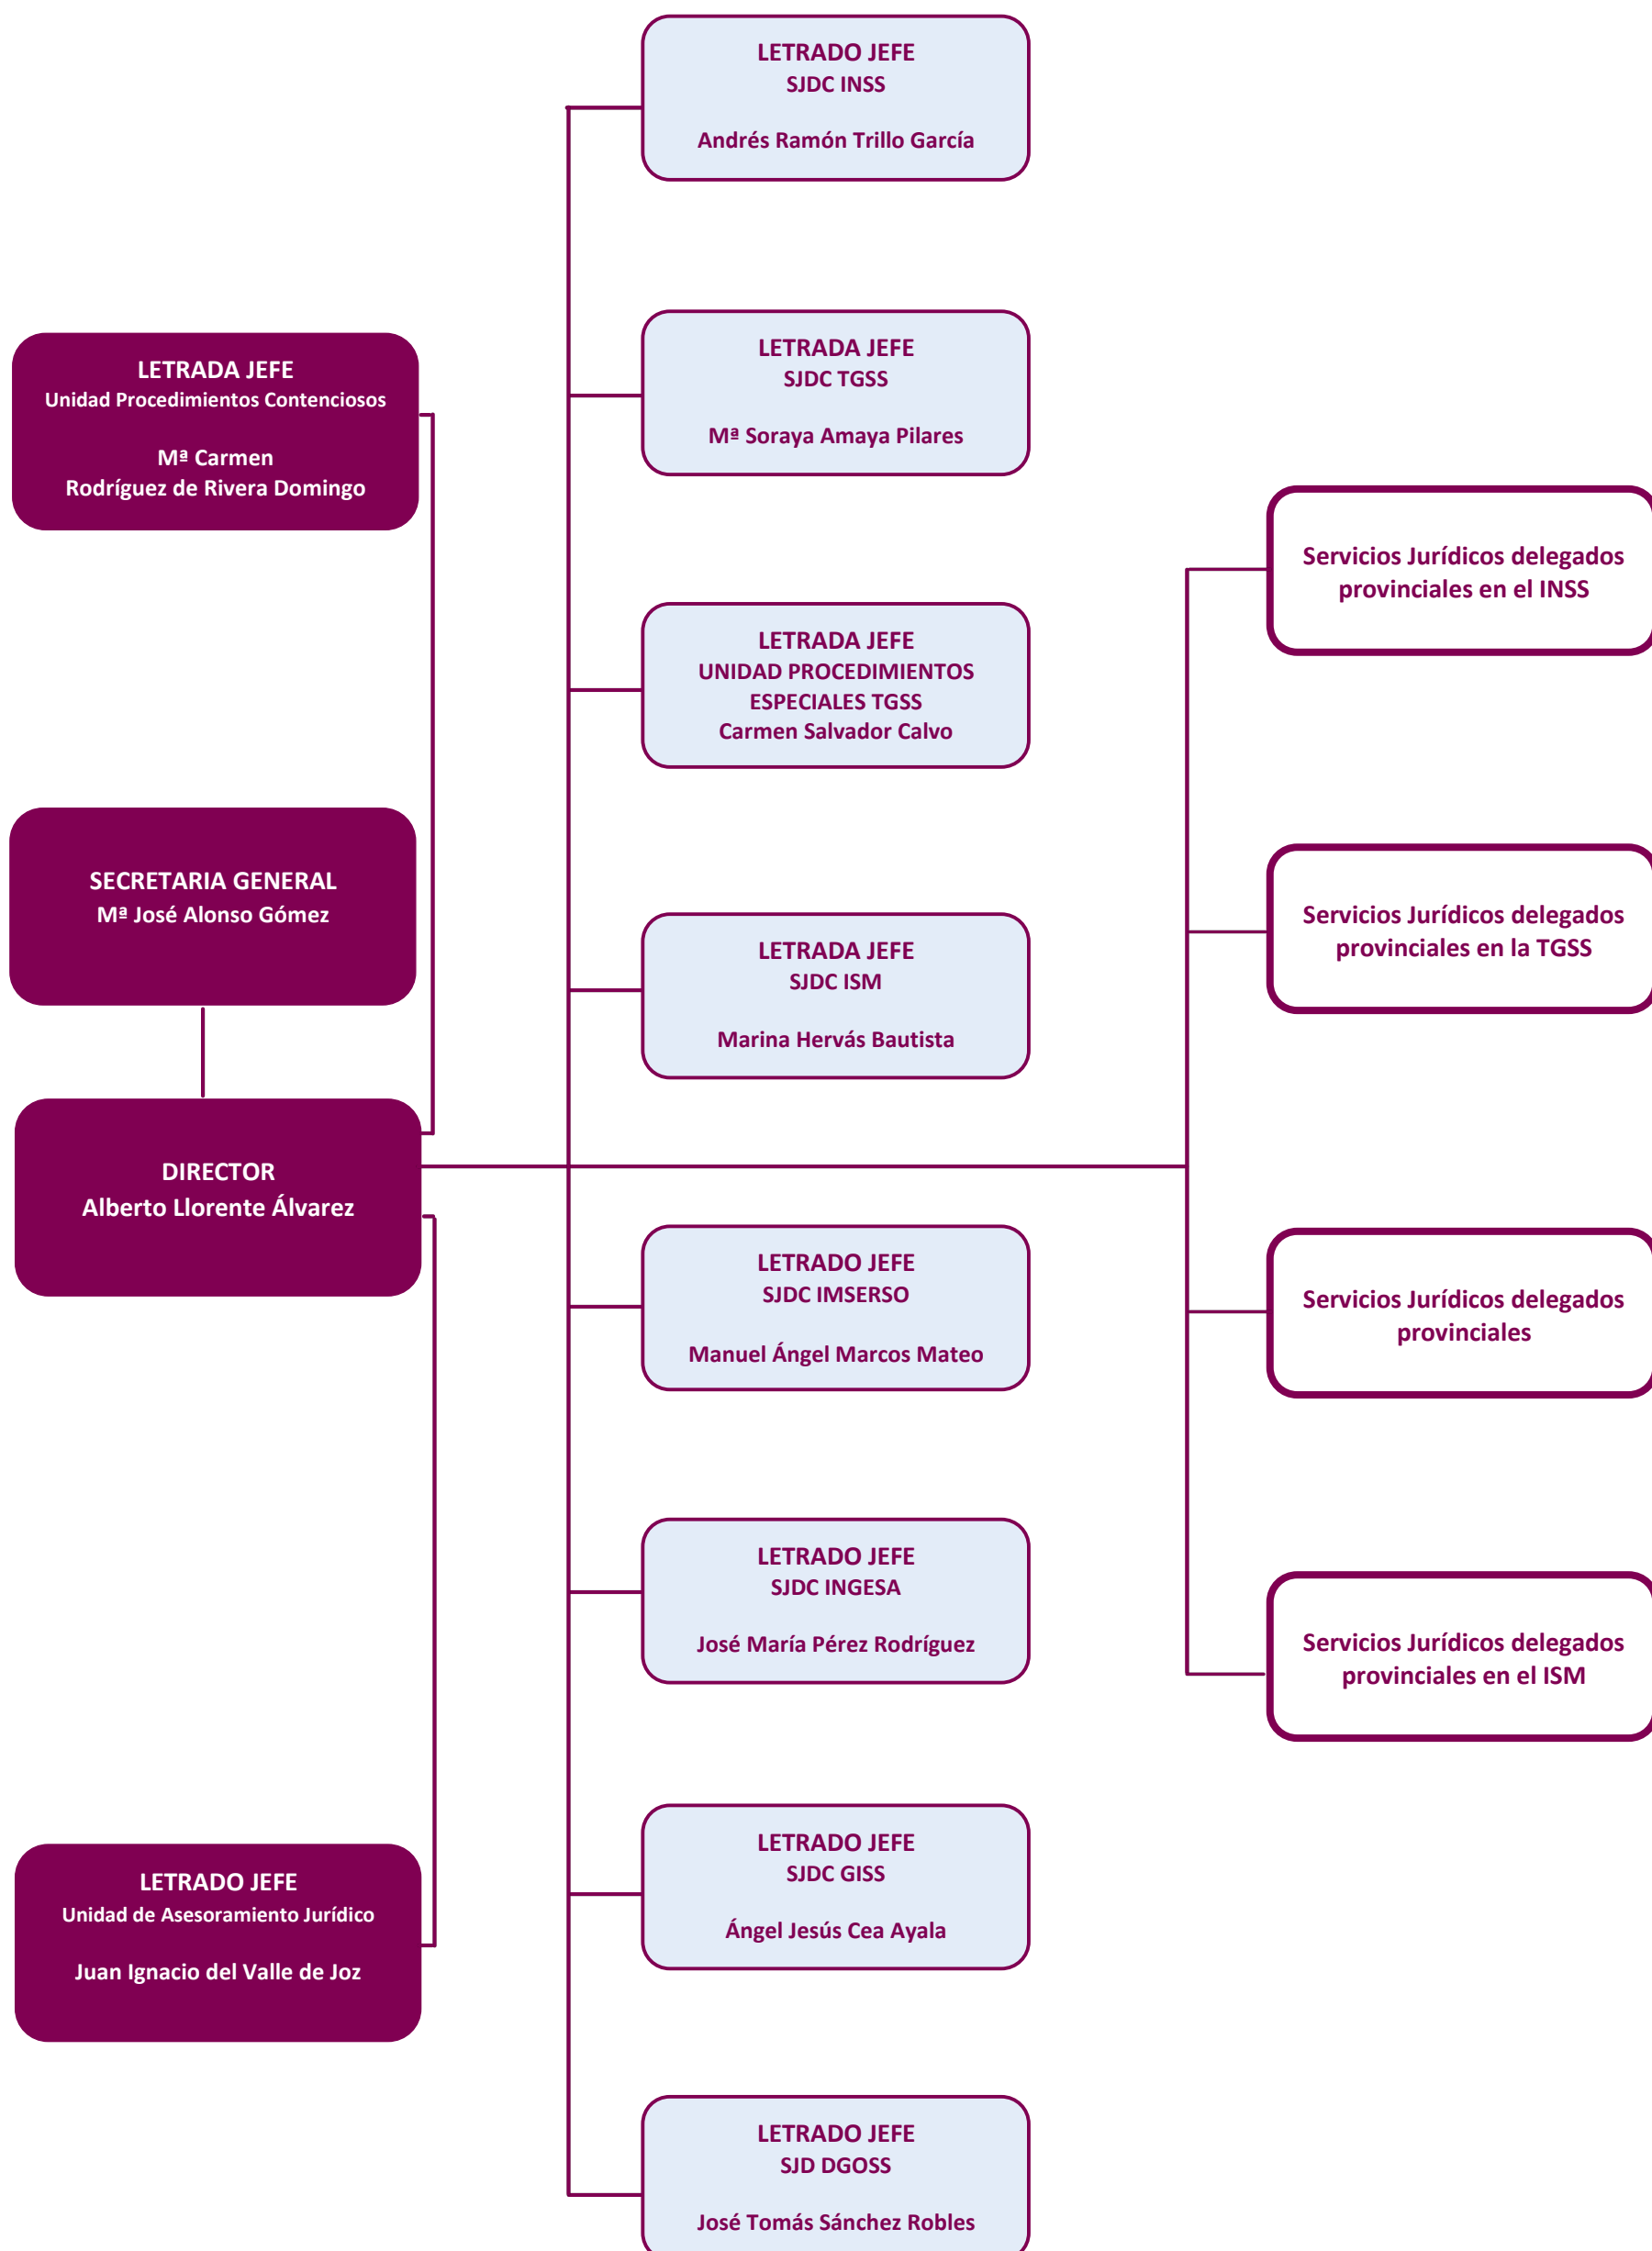 LETRADO JEFE
SJDC INSS
Andrés Ramón Trillo García
LETRADA JEFE
SJDC TGSS
Mª Soraya Amaya Pilares
LETRADA JEFE
UNIDAD PROCEDIMIENTOS
ESPECIALES TGSS
Carmen Salvador Calvo
LETRADA JEFE
SJDC ISM
Marina Hervás Bautista
LETRADO JEFE
SJDC IMSERSO
Manuel Ángel Marcos Mateo
LETRADO JEFE
SJDC INGESA
José María Pérez Rodríguez
LETRADO JEFE
SJDC GISS
Ángel Jesús Cea Ayala
LETRADO JEFE
SJD DGOSS
José Tomás Sánchez Robles
LETRADA JEFE
Unidad Procedimientos Contenciosos
Mª Carmen
Rodríguez de Rivera Domingo
SECRETARIA GENERAL
Mª José Alonso Gómez
DIRECTOR
Alberto Llorente Álvarez
LETRADO JEFE
Unidad de Asesoramiento Jurídico
Juan Ignacio del Valle de Joz
Servicios Jurídicos delegados
provinciales en el INSS
Servicios Jurídicos delegados
provinciales en la TGSS
Servicios Jurídicos delegados
provinciales
Servicios Jurídicos delegados
provinciales en el ISM